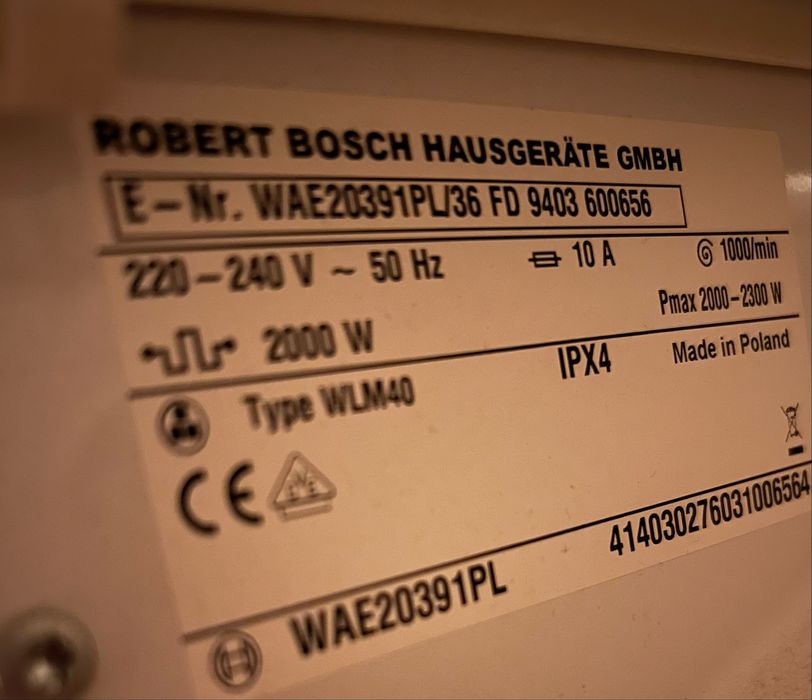 ROBERT BOSCH HAUSGERÄTE GMBH
E-Nr. WAE20391PL/36 FD 9403 600656
220-240 V ~ 50 Hz 10 A 1000/min
Pmax 2000-2300 W
2000 W
Type WLM40 IPX4 Made in Poland
CE
414030276031006564
WAE20391PL